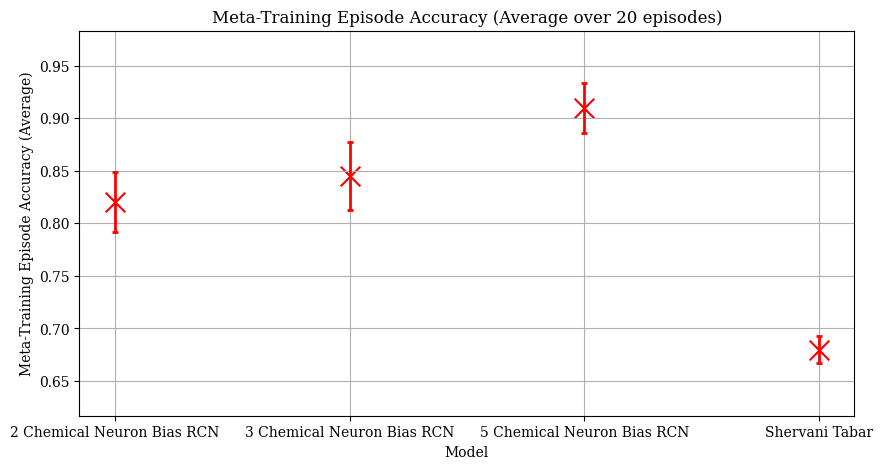 Meta-Training Episode Accuracy (Average over 20 episodes)
Meta-Training Episode Accuracy (Average)
0.95
0.90
0.85
0.80
0.75
0.70
0.65
2 Chemical Neuron Bias RCN
3 Chemical Neuron Bias RCN
5 Chemical Neuron Bias RCN
Shervani Tabar
Model